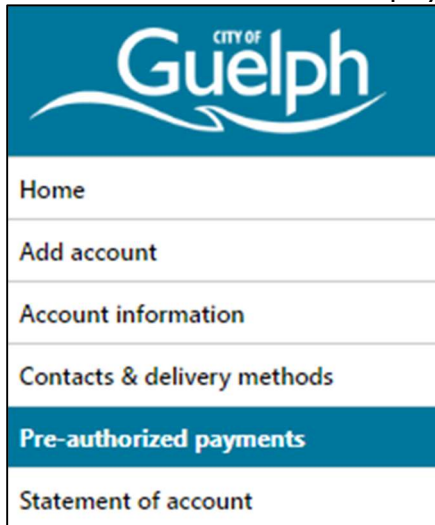 CITY OF
Guelph
Home
Add account
Account information
Contacts & delivery methods
Pre-authorized payments
Statement of account